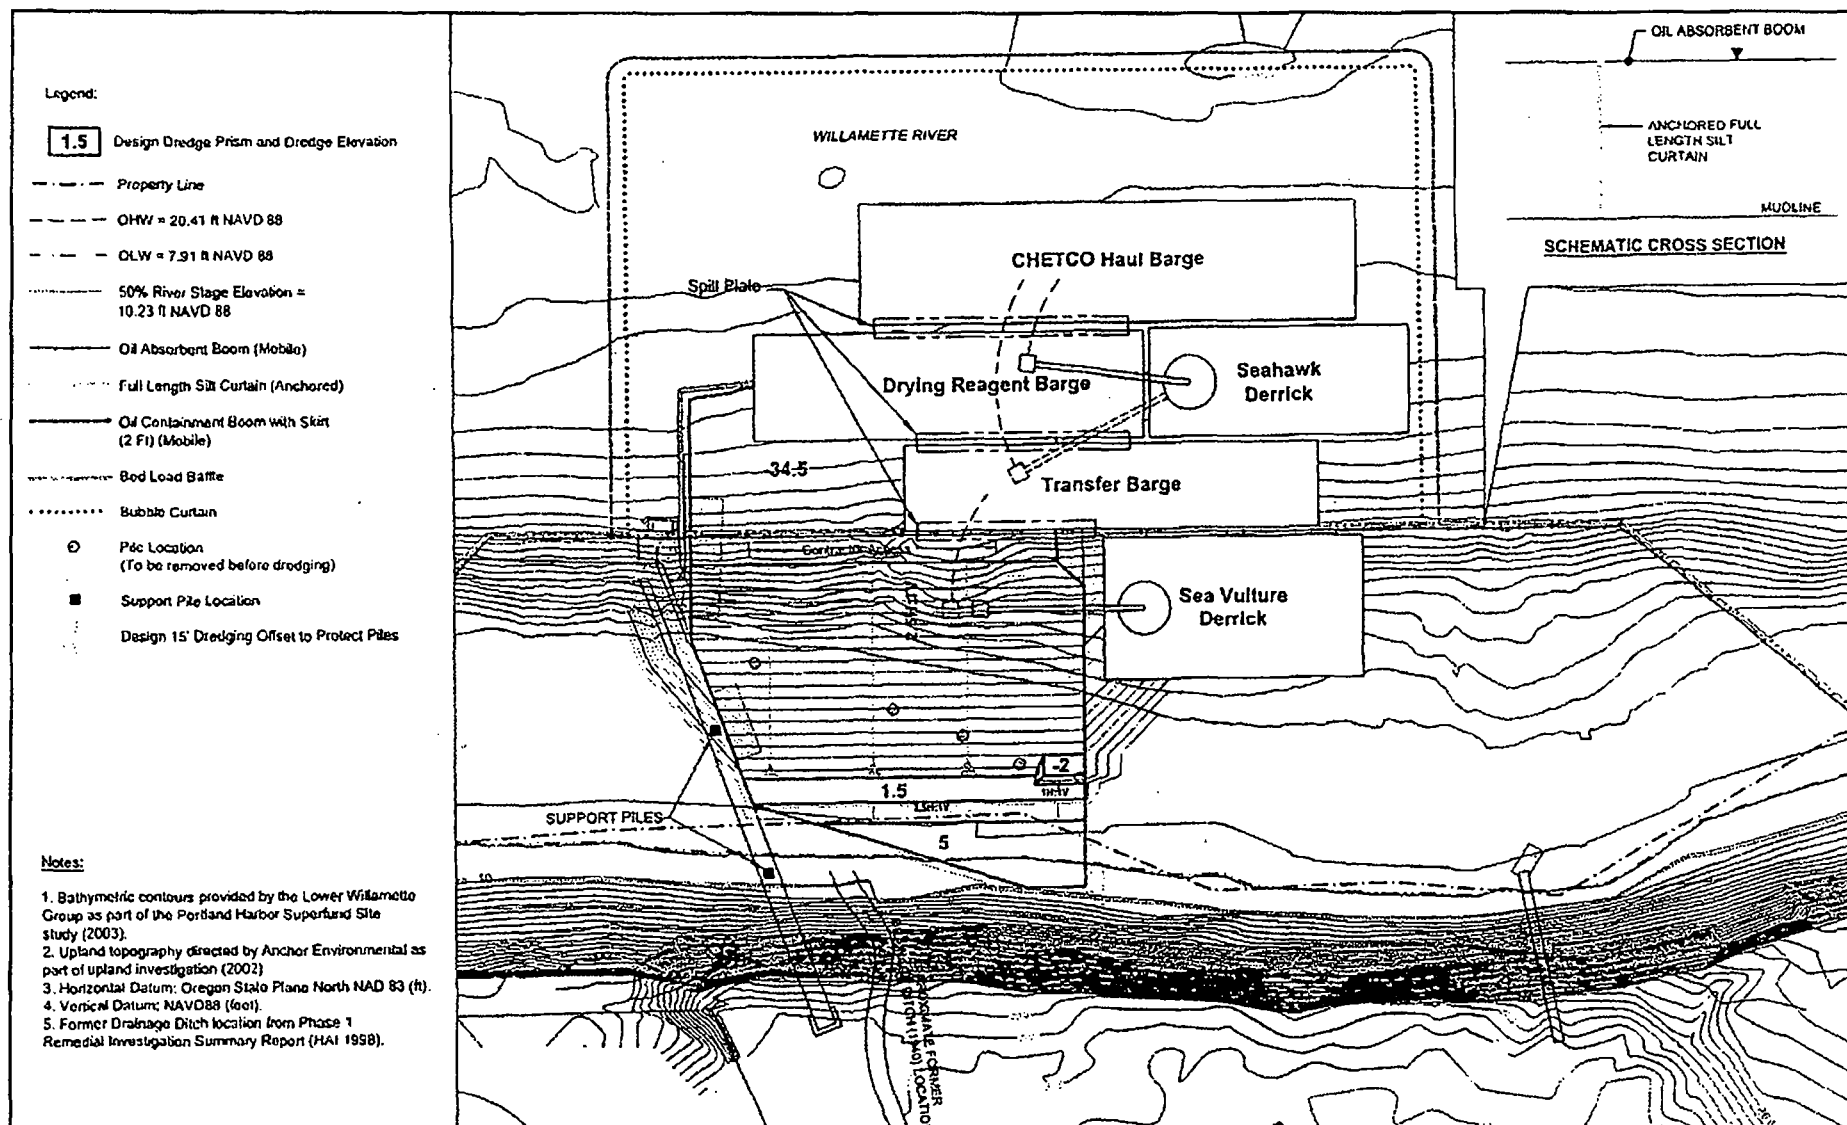 Legend:
1.5 Design Dredge Prism and Dredge Elevation
Property Line
OHW = 20.41 ft NAVD 88
OLW = 7.91 ft NAVD 88
50% River Stage Elevation =
10.23 ft NAVD 88
Oil Absorbent Boom (Mobile)
Full Length Silt Curtain (Anchored)
Oil Containment Boom with Skirt
(2 Ft) (Mobile)
Bed Load Baffle
Bubble Curtain
Pile Location
(To be removed before dredging)
Support Pile Location
Design 15' Dredging Offset to Protect Piles
Notes:
1. Bathymetric contours provided by the Lower Willamette
Group as part of the Portland Harbor Superfund Site
study (2003).
2. Upland topography directed by Anchor Environmental as
part of upland investigation (2002)
3. Horizontal Datum: Oregon State Plane North NAD 83 (ft).
4. Vertical Datum: NAVD88 (feet).
5. Former Drainage Ditch location from Phase 1
Remedial Investigation Summary Report (HAI 1998).
WILLAMETTE RIVER
CHETCO Haul Barge
Spill Plate
Drying Reagent Barge
Seahawk
Derrick
-34.5
Transfer Barge
Sea Vulture
Derrick
-2
1H:1V
1.5
5
SUPPORT PILES
10
FORMER
DITCH (1940) LOCATIO
OIL ABSORBENT BOOM
ANCHORED FULL
LENGTH SILT
CURTAIN
MUDLINE
SCHEMATIC CROSS SECTION